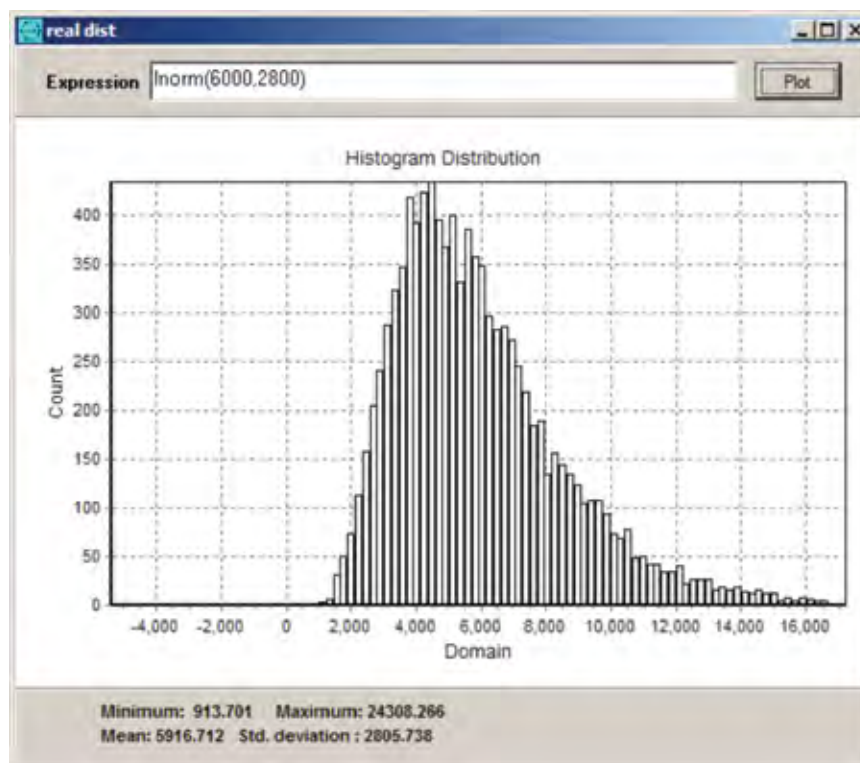 real dist
Expression lnorm(6000,2800) Plot
Histogram Distribution
Count
400
350
300
250
200
150
100
50
0
-4,000 -2,000 0 2,000 4,000 6,000 8,000 10,000 12,000 14,000 16,000
Domain
Minimum: 913.701 Maximum: 24308.266
Mean: 5916.712 Std. deviation : 2805.738